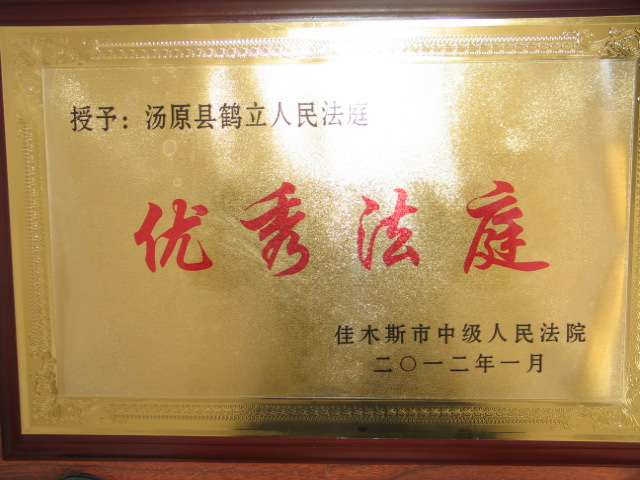 授予：汤原县鹤立人民法庭
优秀法庭
佳木斯市中级人民法院
二〇一二年一月